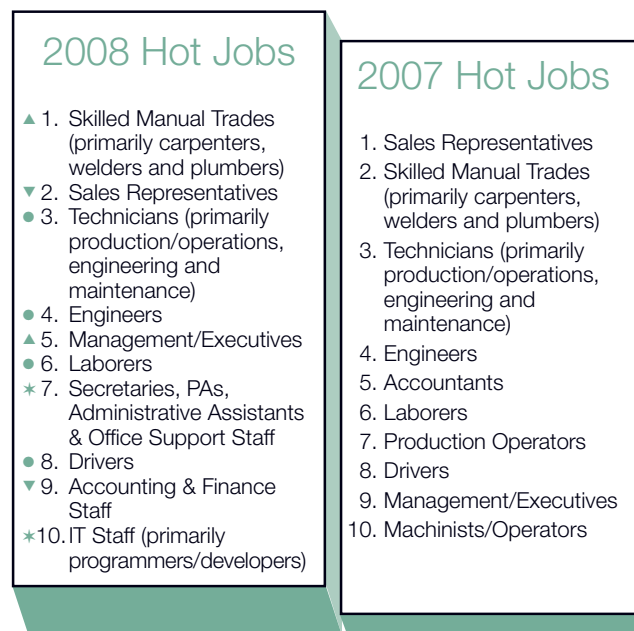 2008 Hot Jobs
▲ 1. Skilled Manual Trades
(primarily carpenters,
welders and plumbers)
▼ 2. Sales Representatives
● 3. Technicians (primarily
production/operations,
engineering and
maintenance)
● 4. Engineers
▲ 5. Management/Executives
● 6. Laborers
✶ 7. Secretaries, PAs,
Administrative Assistants
& Office Support Staff
● 8. Drivers
▼ 9. Accounting & Finance
Staff
✶ 10. IT Staff (primarily
programmers/developers)
2007 Hot Jobs
1. Sales Representatives
2. Skilled Manual Trades
(primarily carpenters,
welders and plumbers)
3. Technicians (primarily
production/operations,
engineering and
maintenance)
4. Engineers
5. Accountants
6. Laborers
7. Production Operators
8. Drivers
9. Management/Executives
10. Machinists/Operators